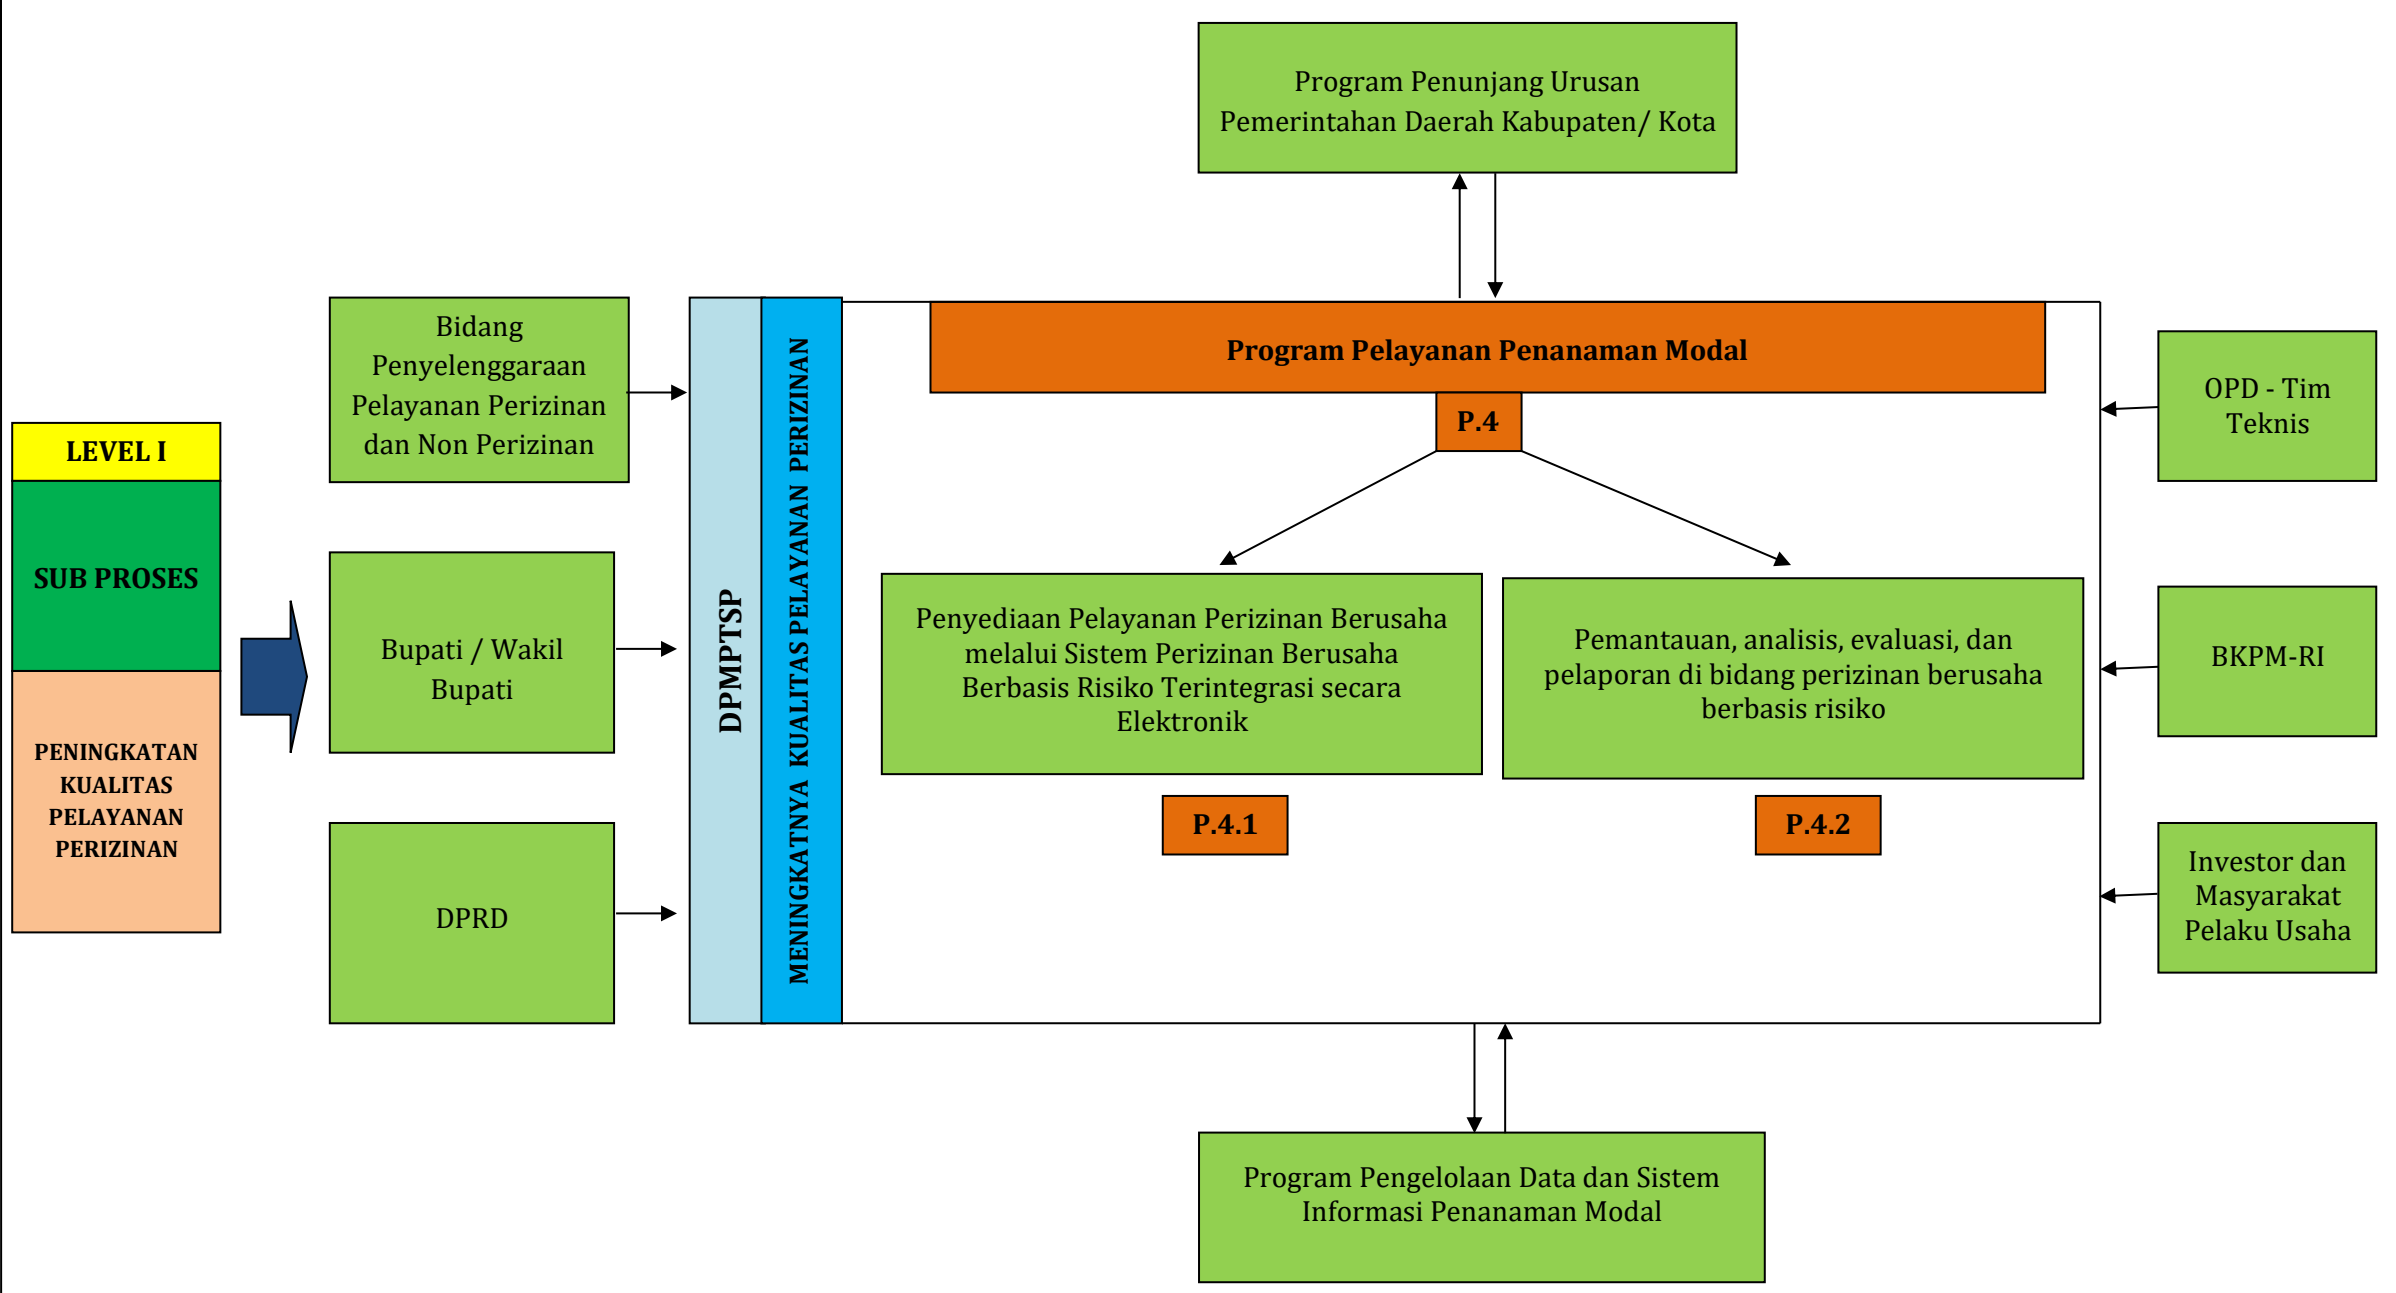 Program Penunjang Urusan
Pemerintahan Daerah Kabupaten/ Kota
LEVEL I
SUB PROSES
PENINGKATAN
KUALITAS
PELAYANAN
PERIZINAN
Bidang
Penyelenggaraan
Pelayanan Perizinan
dan Non Perizinan
Bupati / Wakil
Bupati
DPRD
DPMPTSP
MENINGKATNYA KUALITAS PELAYANAN PERIZINAN
Program Pelayanan Penanaman Modal
P.4
Penyediaan Pelayanan Perizinan Berusaha
melalui Sistem Perizinan Berusaha
Berbasis Risiko Terintegrasi secara
Elektronik
P.4.1
Pemantauan, analisis, evaluasi, dan
pelaporan di bidang perizinan berusaha
berbasis risiko
P.4.2
OPD - Tim
Teknis
BKPM-RI
Investor dan
Masyarakat
Pelaku Usaha
Program Pengelolaan Data dan Sistem
Informasi Penanaman Modal